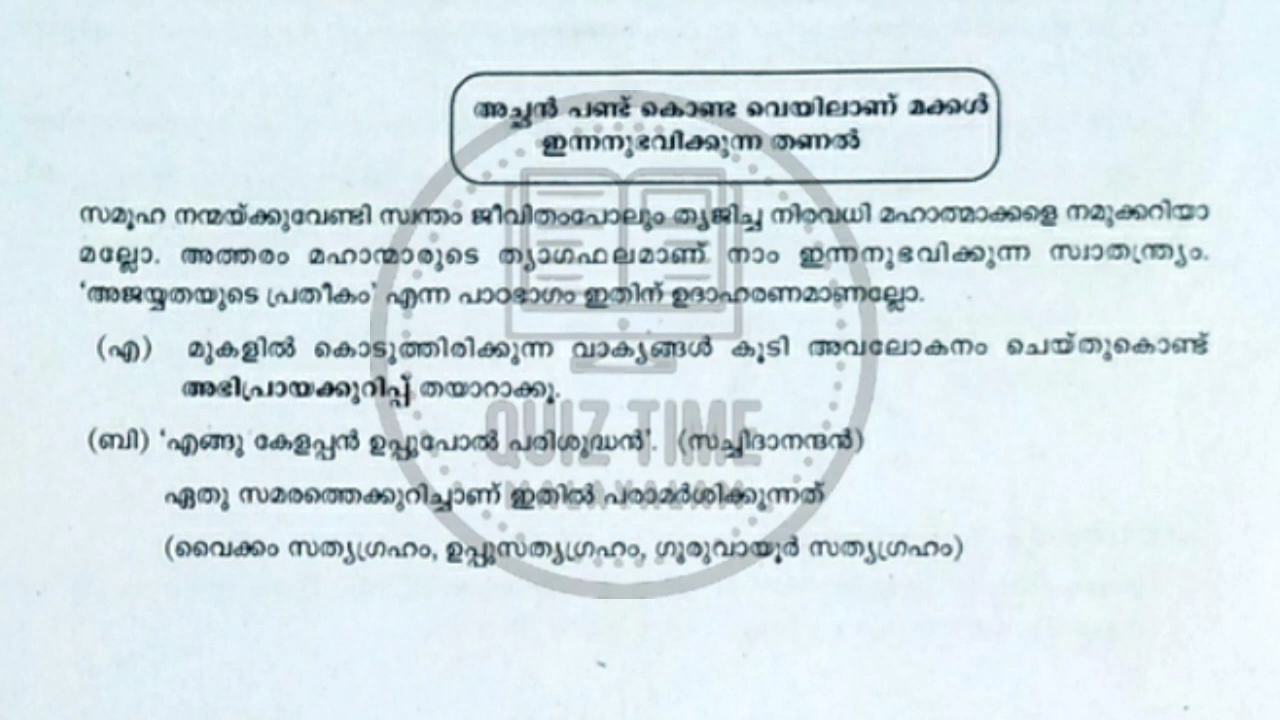 അച്ഛൻ പണ്ട് കൊണ്ട വെയിലാണ് മക്കൾ
ഇന്നനുഭവിക്കുന്ന തണൽ
സമൂഹ നന്മയ്ക്കുവേണ്ടി സ്വന്തം ജീവിതംപോലും ത്യജിച്ച നിരവധി മഹാത്മാക്കളെ നമുക്കറിയാ
മല്ലോ. അത്തരം മഹാന്മാരുടെ ത്യാഗഫലമാണ് നാം ഇന്നനുഭവിക്കുന്ന സ്വാതന്ത്ര്യം.
‘അജയ്യതയുടെ പ്രതീകം’ എന്ന പാഠഭാഗം ഇതിന് ഉദാഹരണമാണല്ലോ.
(എ) മുകളിൽ കൊടുത്തിരിക്കുന്ന വാക്യങ്ങൾ കൂടി അവലോകനം ചെയ്തുകൊണ്ട്
അഭിപ്രായക്കുറിപ്പ് തയാറാക്കൂ.
QUIZ TIME
(ബി) ‘എങ്ങു കേളപ്പൻ ഉപ്പുപോൽ പരിശുദ്ധൻ’. (സച്ചിദാനന്ദൻ)
ഏതു സമരത്തെക്കുറിച്ചാണ് ഇതിൽ പരാമർശിക്കുന്നത്
(വൈക്കം സത്യഗ്രഹം, ഉപ്പുസത്യഗ്രഹം, ഗുരുവായൂർ സത്യഗ്രഹം)